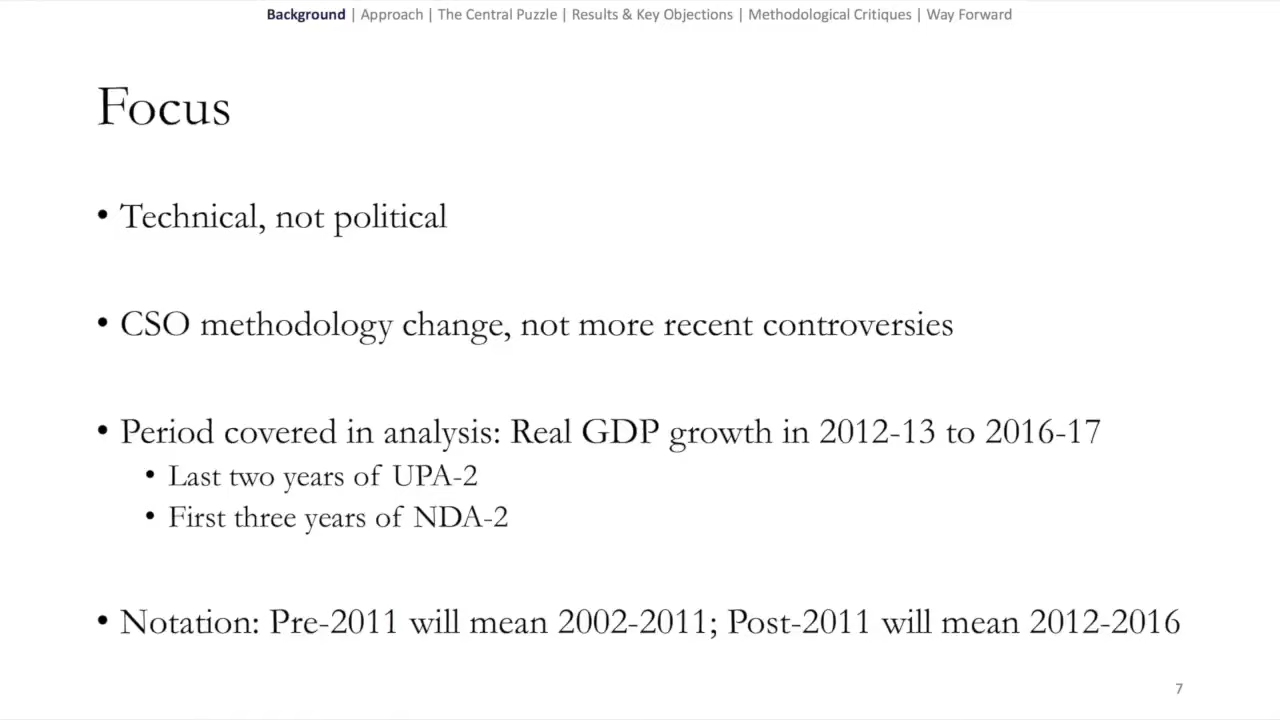 Background | Approach | The Central Puzzle | Results & Key Objections | Methodological Critiques | Way Forward
Focus
• Technical, not political
• CSO methodology change, not more recent controversies
• Period covered in analysis: Real GDP growth in 2012-13 to 2016-17
• Last two years of UPA-2
• First three years of NDA-2
• Notation: Pre-2011 will mean 2002-2011; Post-2011 will mean 2012-2016
7